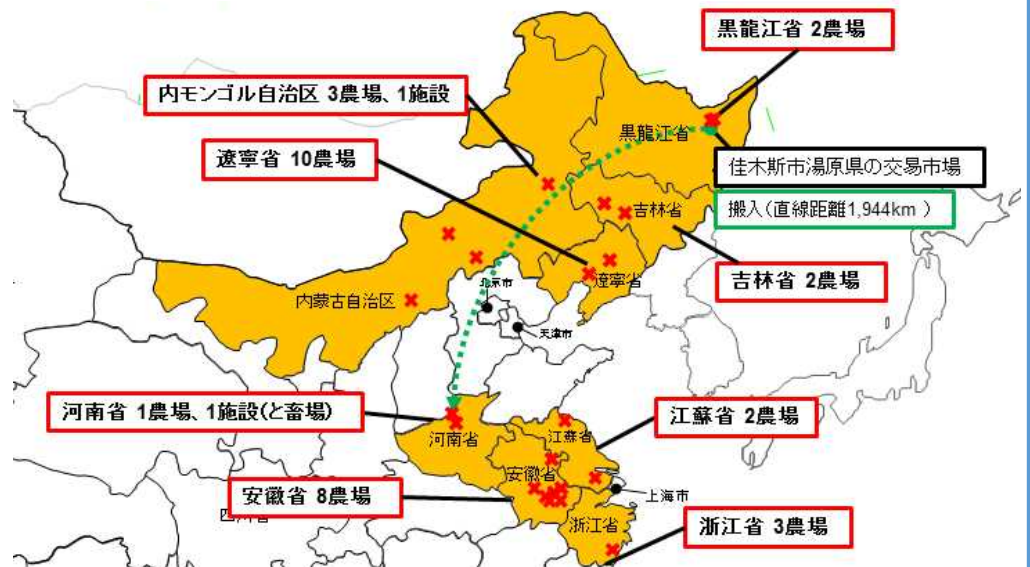 黒龍江省 2農場
内モンゴル自治区 3農場、1施設
黒龍江省
遼寧省 10農場
佳木斯市湯原県の交易市場
搬入(直線距離1,944km )
吉林省
吉林省 2農場
遼寧省
北京市
内蒙古自治区
天津市
河南省 1農場、1施設(と畜場)
江蘇省 2農場
江蘇省
河南省
安徽省
安徽省 8農場
上海市
浙江省
浙江省 3農場